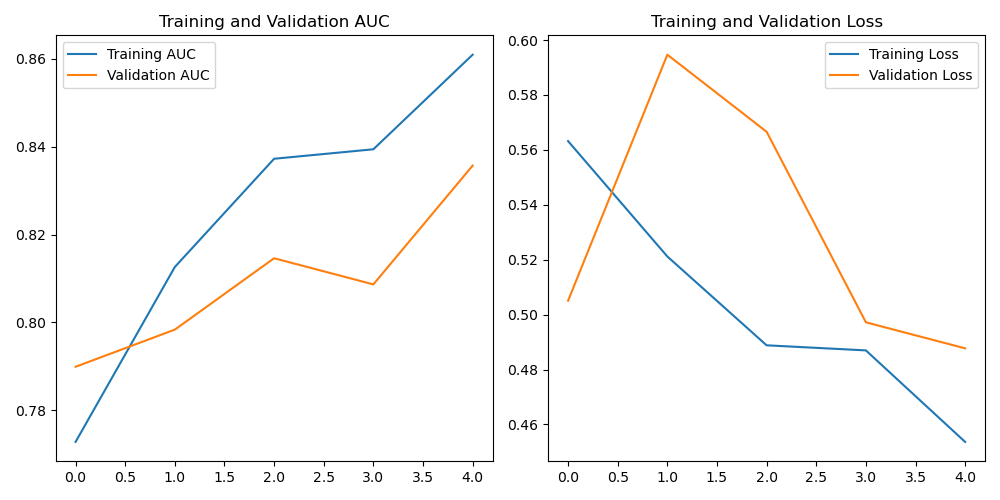 Training and Validation AUC
Training AUC
Validation AUC
0.86
0.84
0.82
0.80
0.78
0.0 0.5 1.0 1.5 2.0 2.5 3.0 3.5 4.0
Training and Validation Loss
Training Loss
Validation Loss
0.60
0.58
0.56
0.54
0.52
0.50
0.48
0.46
0.0 0.5 1.0 1.5 2.0 2.5 3.0 3.5 4.0